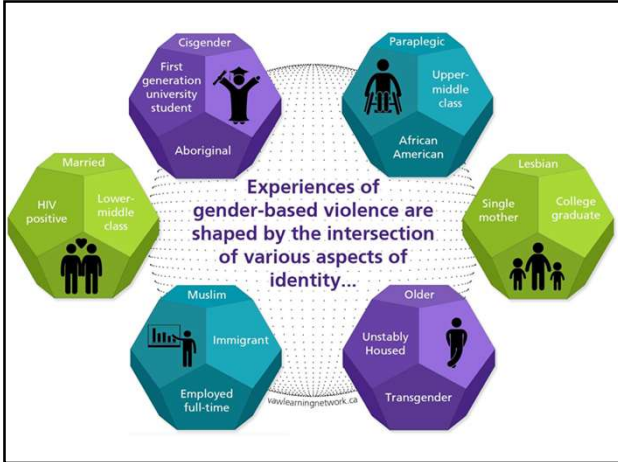 Cisgender
First
generation
university
student
Aboriginal
Paraplegic
Upper-
middle
class
African
American
Married
HIV
positive
Lower-
middle
class
Experiences of
gender-based violence are
shaped by the intersection
of various aspects of
identity...
Lesbian
Single
mother
College
graduate
Muslim
Immigrant
Employed
full-time
Older
Unstably
Housed
Transgender
vawlearningnetwork.ca